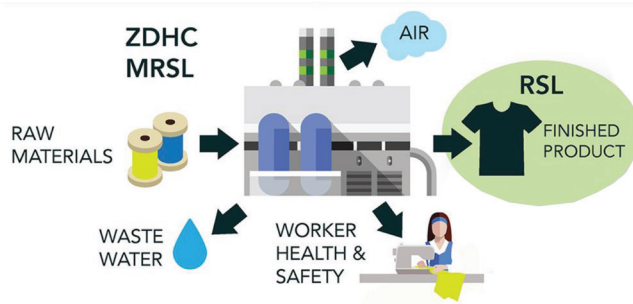 ZDHC
MRSL
AIR
RSL
RAW
MATERIALS
FINISHED
PRODUCT
WASTE
WATER
WORKER
HEALTH &
SAFETY